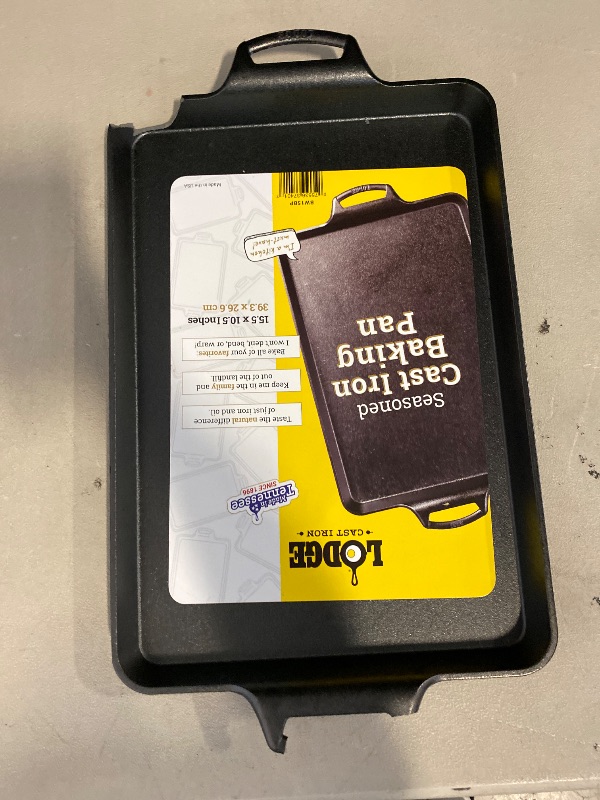 LODGE
CAST IRON
Seasoned
Cast Iron
Baking
Pan
Made in
Tennessee
SINCE 1896
Taste the natural difference
of just iron and oil.
Keep me in the family and
out of the landfill.
Bake all of your favorites;
I won't dent, bend, or warp!
15.5 x 10.5 Inches
39.3 x 26.6 cm
I'm a kitchen
must-have!
BW15BP
Made in the USA